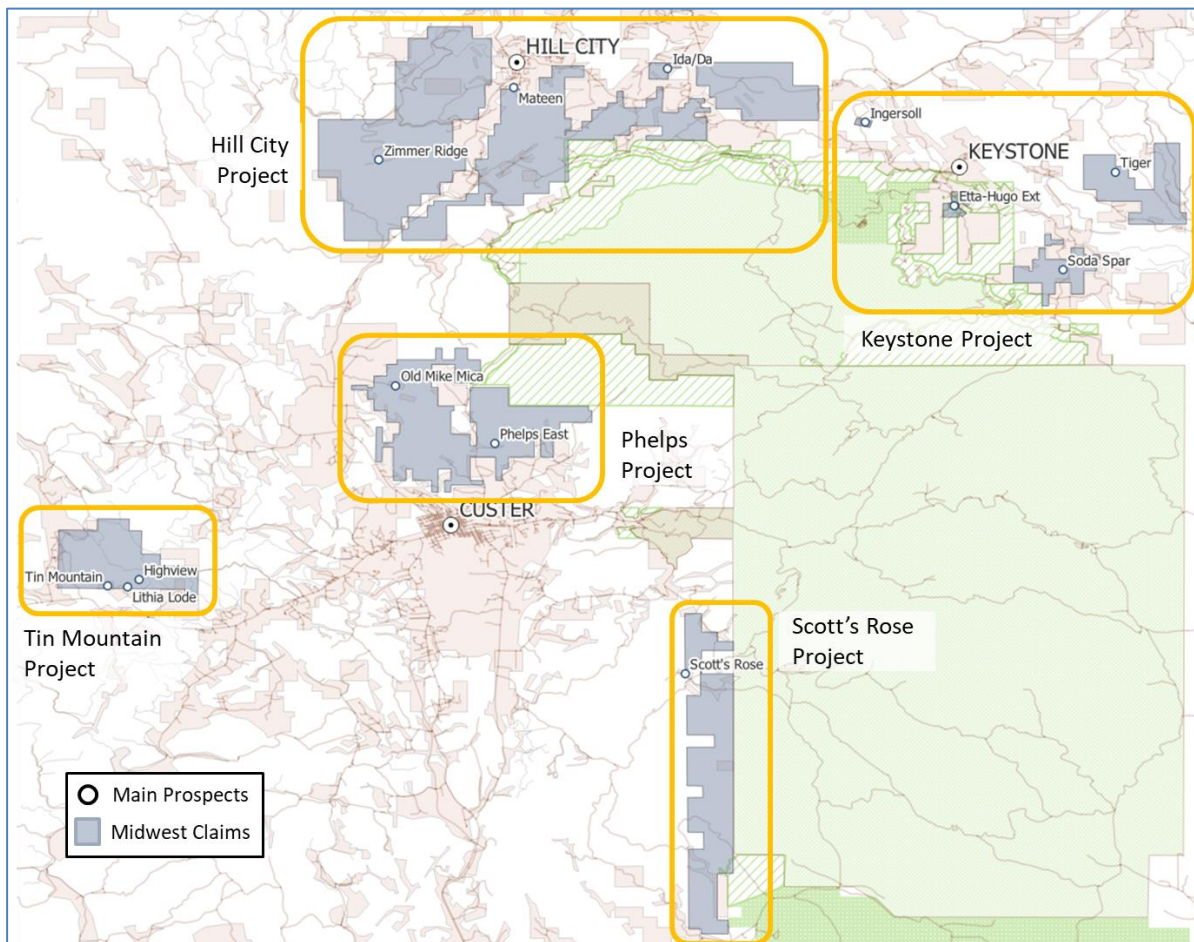 HILL CITY
Ida/Da
Mateen
Hill City
Project
Zimmer Ridge
Ingersoll
KEYSTONE
Tiger
Etta-Hugo Ext
Soda Spar
Keystone Project
Old Mike Mica
Phelps East
Phelps
Project
CUSTER
Tin Mountain
Highview
Lithia Lode
Tin Mountain
Project
Scott's Rose
Scott’s Rose
Project
Main Prospects
Midwest Claims